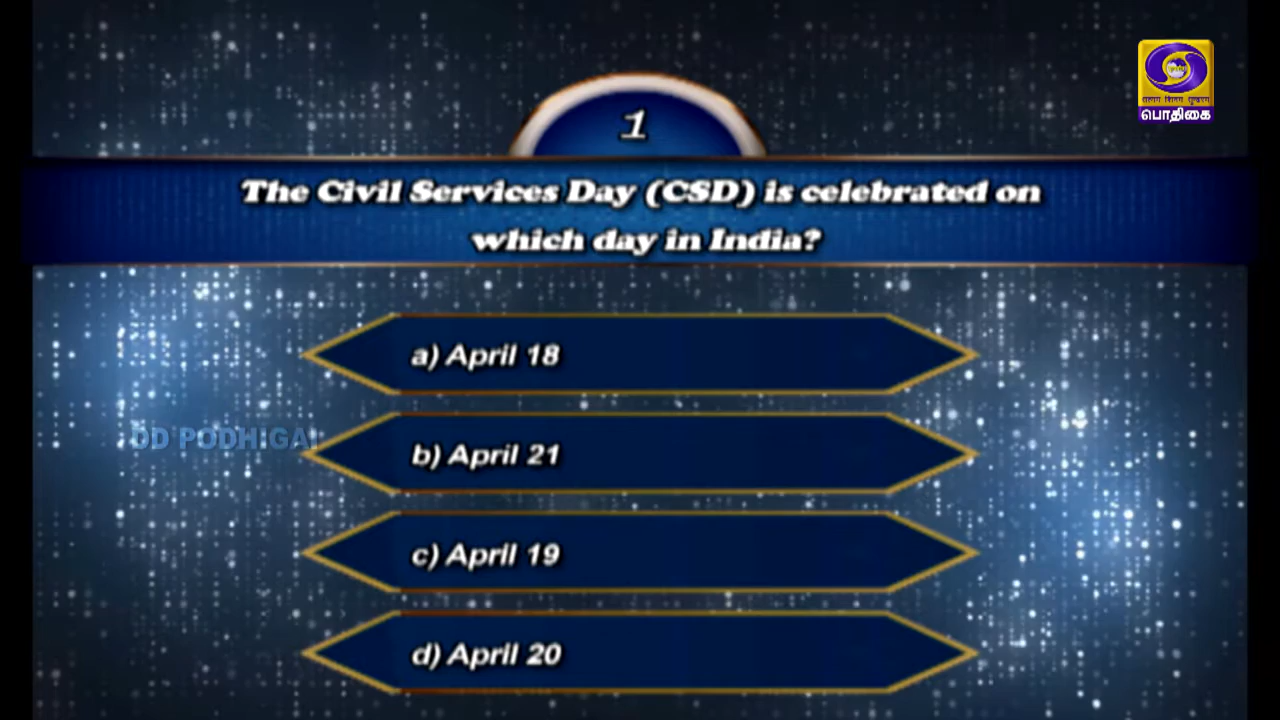 பொதிகை
1
The Civil Services Day (CSD) is celebrated on
which day in India?
a) April 18
DD PODHIGAI
b) April 21
c) April 19
d) April 20